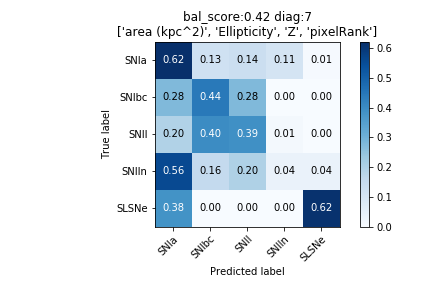 bal_score:0.42 diag:7
['area (kpc^2)', 'Ellipticity', 'Z', 'pixelRank']
True label
SNIa 0.62 0.13 0.14 0.11 0.01
SNIbc 0.28 0.44 0.28 0.00 0.00
SNII 0.20 0.40 0.39 0.01 0.00
SNIIn 0.56 0.16 0.20 0.04 0.04
SLSNe 0.38 0.00 0.00 0.00 0.62
SNIa SNIbc SNII SNIIn SLSNe
Predicted label
0.6
0.5
0.4
0.3
0.2
0.1
0.0